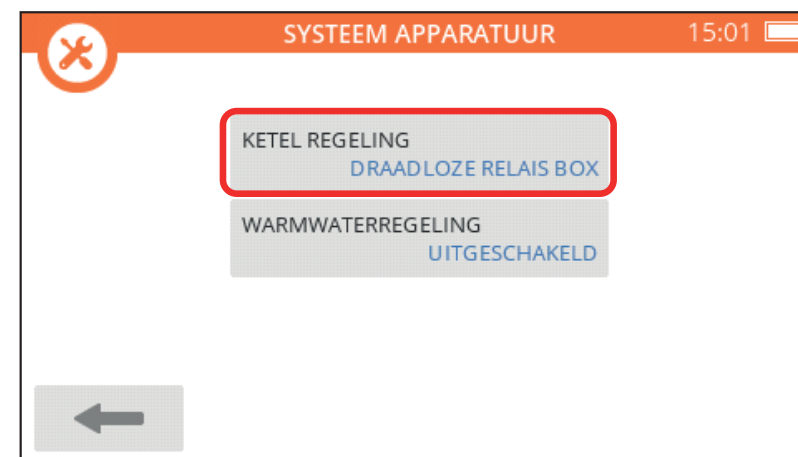 SYSTEEM APPARATUUR 15:01
KETEL REGELING
DRAADLOZE RELAIS BOX
WARMWATERREGELING
UITGESCHAKELD